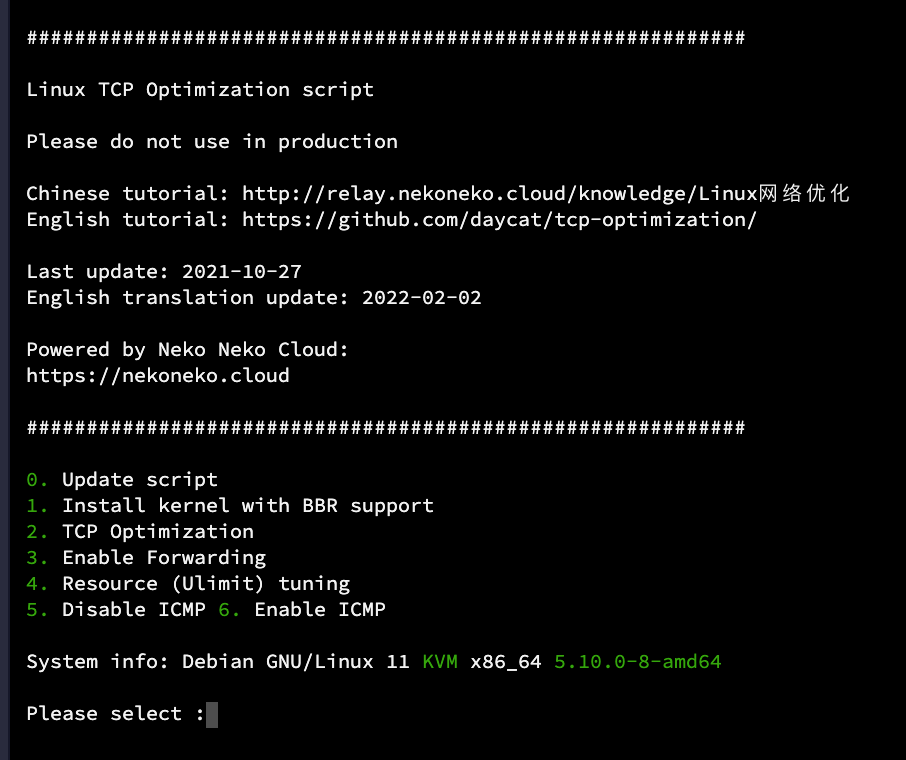 ############################################################
Linux TCP Optimization script
Please do not use in production
Chinese tutorial: http://relay.nekoneko.cloud/knowledge/Linux网络优化
English tutorial: https://github.com/daycat/tcp-optimization/
Last update: 2021-10-27
English translation update: 2022-02-02
Powered by Neko Neko Cloud:
https://nekoneko.cloud
############################################################
0. Update script
1. Install kernel with BBR support
2. TCP Optimization
3. Enable Forwarding
4. Resource (Ulimit) tuning
5. Disable ICMP 6. Enable ICMP
System info: Debian GNU/Linux 11 KVM x86_64 5.10.0-8-amd64
Please select :